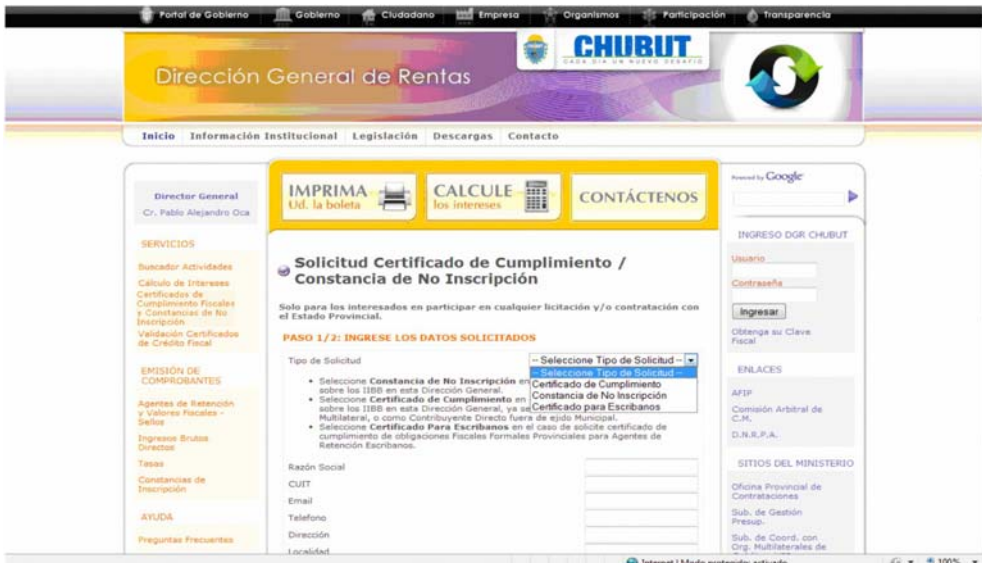 Portal de Gobierno Gobierno Ciudadano Empresa Organismos Participación Transparencia
Dirección General de Rentas
CHUBUT
CADA DIA UN NUEVO DESAFIO
Inicio Información Institucional Legislación Descargas Contacto
Director General
Cr. Pablo Alejandro Oca
SERVICIOS
Buscador Actividades
Cálculo de Intereses
Certificados de
Cumplimiento Fiscales
y Constancias de No
Inscripción
Validación Certificados
de Crédito Fiscal
EMISIÓN DE
COMPROBANTES
Agentes de Retención
y Valores Fiscales -
Sellos
Ingresos Brutos
Directos
Tasas
Constancias de
Inscripción
AYUDA
Preguntas Frecuentes
IMPRIMA
Ud. la boleta
CALCULE
los intereses
CONTÁCTENOS
Solicitud Certificado de Cumplimiento /
Constancia de No Inscripción
Solo para los interesados en participar en cualquier licitación y/o contratación con
el Estado Provincial.
PASO 1/2: INGRESE LOS DATOS SOLICITADOS
Tipo de Solicitud
-- Seleccione Tipo de Solicitud --
-- Seleccione Tipo de Solicitud --
Certificado de Cumplimiento
Constancia de No Inscripción
Certificado para Escribanos
Seleccione Constancia de No Inscripción en
sobre los IIBB en esta Dirección General.
Seleccione Certificado de Cumplimiento en
sobre los IIBB en esta Dirección General, ya se
Multilateral, o como Contribuyente Directo fuera de ejido Municipal.
Seleccione Certificado Para Escribanos en el caso de solicite certificado de
cumplimiento de obligaciones Fiscales Formales Provinciales para Agentes de
Retención Escribanos.
Razón Social
CUIT
Email
Telefono
Dirección
Localidad
Powered by Google
INGRESO DGR CHUBUT
Usuario
Contraseña
Ingresar
Obtenga su Clave
Fiscal
ENLACES
AFIP
Comisión Arbitral de
C.M.
D.N.R.P.A.
SITIOS DEL MINISTERIO
Oficina Provincial de
Contrataciones
Sub. de Gestión
Presup.
Sub. de Coord. con
Org. Multilaterales de
Internet | Modo protegido: activado
100%